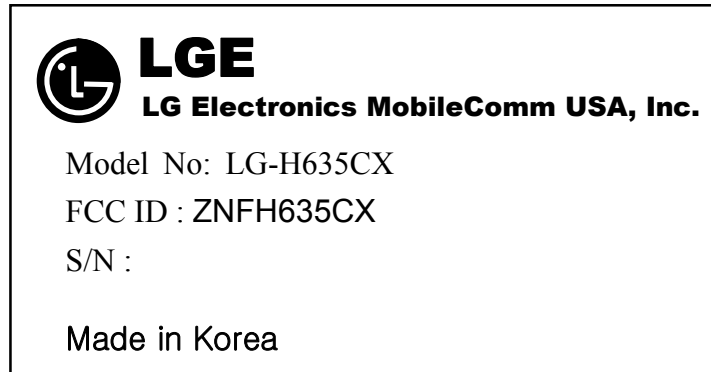 LGE
LG Electronics MobileComm USA, Inc.
Model No: LG-H635CX
FCC ID : ZNFH635CX
S/N :
Made in Korea